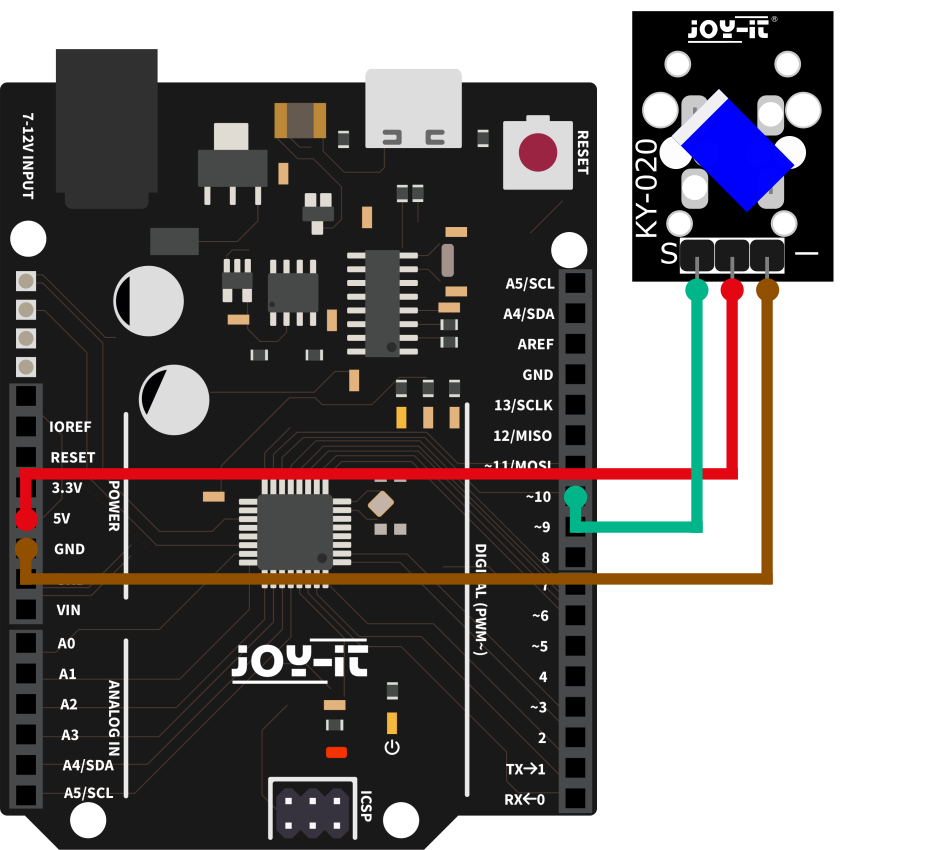 JOY-iT®
KY-020
S
7-12V INPUT
RESET
A5/SCL
A4/SDA
AREF
GND
13/SCLK
12/MISO
~11/MOSI
~10
~9
8
7
~6
~5
4
~3
2
TX→1
RX←0
DIGITAL (PWM~)
IOREF
RESET
3.3V
5V
GND
VIN
POWER
A0
A1
A2
A3
A4/SDA
A5/SCL
ANALOG IN
JOY-iT
ICSP